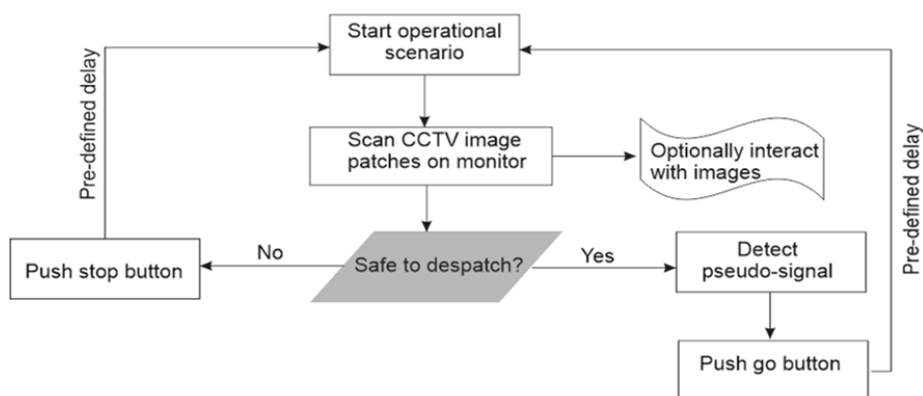 Start operational
scenario
Pre-defined delay
Scan CCTV image
patches on monitor
Optionally interact
with images
Pre-defined delay
Push stop button
No
Safe to despatch?
Yes
Detect
pseudo-signal
Push go button